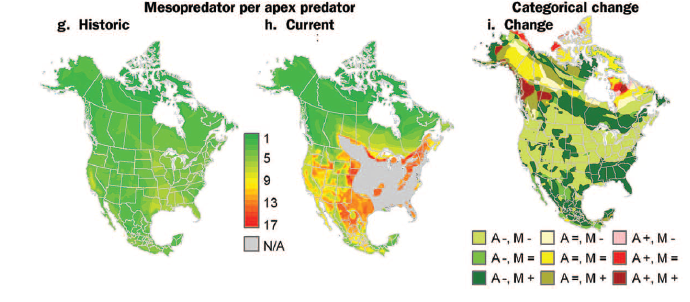 Mesopredator per apex predator
Categorical change
g. Historic
h. Current
i. Change
1
5
9
13
17
N/A
A-, M-
A=, M-
A+, M-
A-, M=
A=, M=
A+, M=
A-, M+
A=, M+
A+, M+